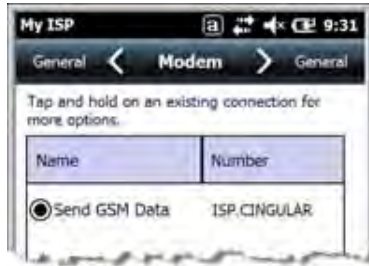 My ISP a 9:31
General Modem General
Tap and hold on an existing connection for
more options.
Name Number
Send GSM Data ISP.CINGULAR